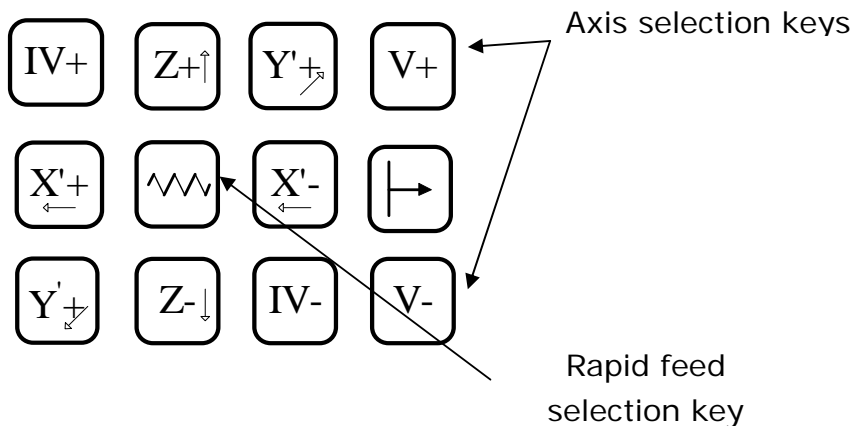 Axis selection keys
IV+ Z+ Y'+ V+
X'+ X'-
Y'+ Z- IV- V-
Rapid feed
selection key